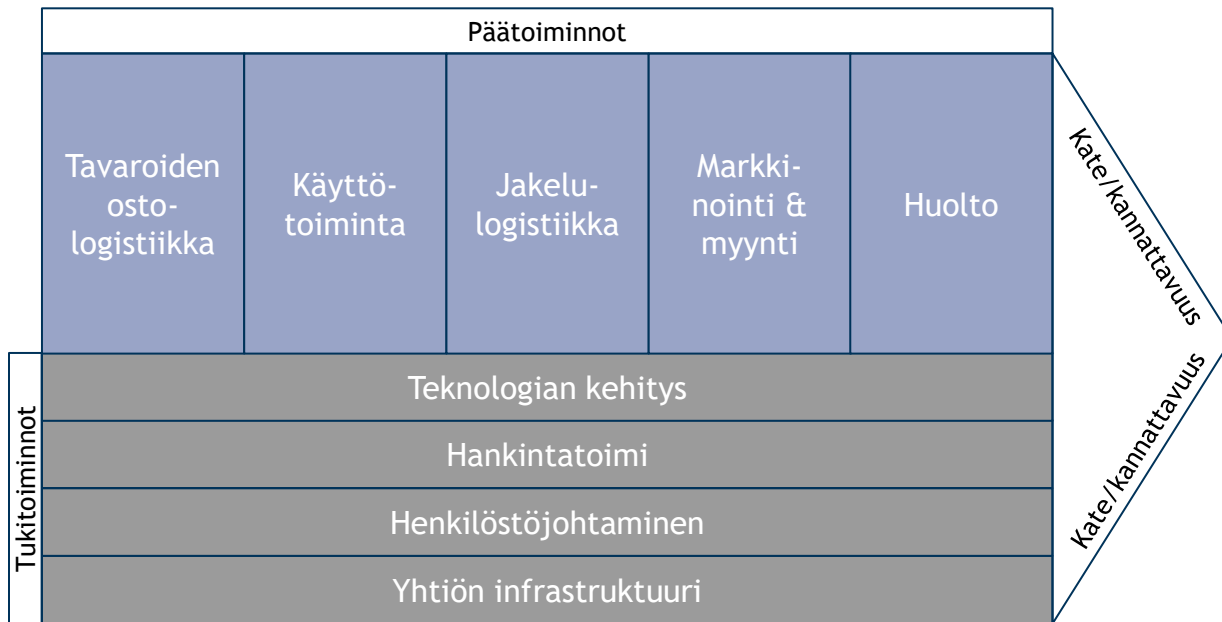 Päätoiminnot
Tavaroiden
osto-
logistiikka
Käyttö-
toiminta
Jakelu-
logistiikka
Markki-
nointi &
myynti
Huolto
Kate/kannattavuus
Tukitoiminnot
Teknologian kehitys
Hankintatoimi
Henkilöstöjohtaminen
Yhtiön infrastruktuuri
Kate/kannattavuus